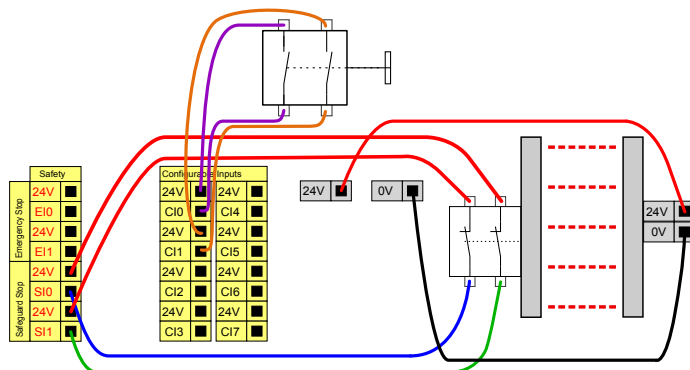 Safety
Emergency Stop
24V
EI0
24V
EI1
Safeguard Stop
24V
SI0
24V
SI1
Configurable Inputs
24V 24V
CI0 CI4
24V 24V
CI1 CI5
24V 24V
CI2 CI6
24V 24V
CI3 CI7
24V 0V
24V
0V